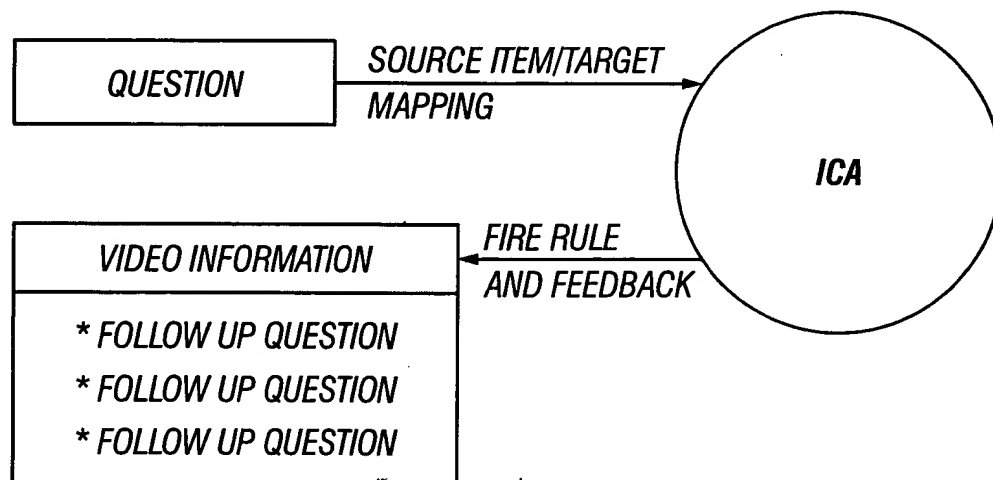 QUESTION
SOURCE ITEM/TARGET
MAPPING
ICA
VIDEO INFORMATION
FIRE RULE
AND FEEDBACK
* FOLLOW UP QUESTION
* FOLLOW UP QUESTION
* FOLLOW UP QUESTION